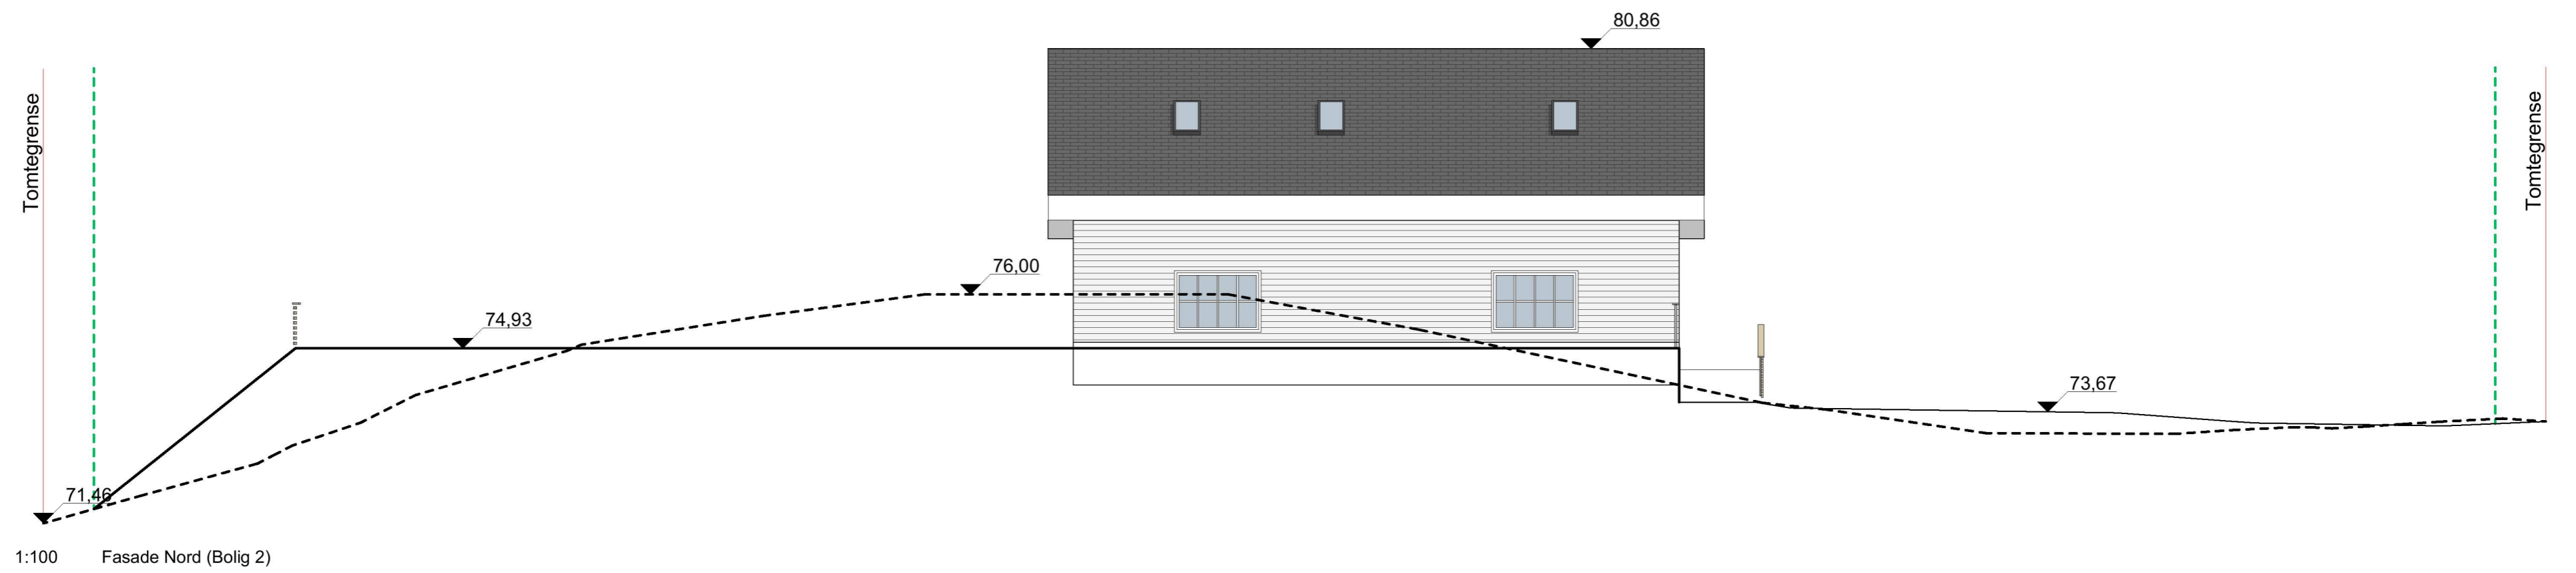 80,86
Tomtegrense
Tomtegrense
76,00
74,93
73,67
71,46
1:100 Fasade Nord (Bolig 2)